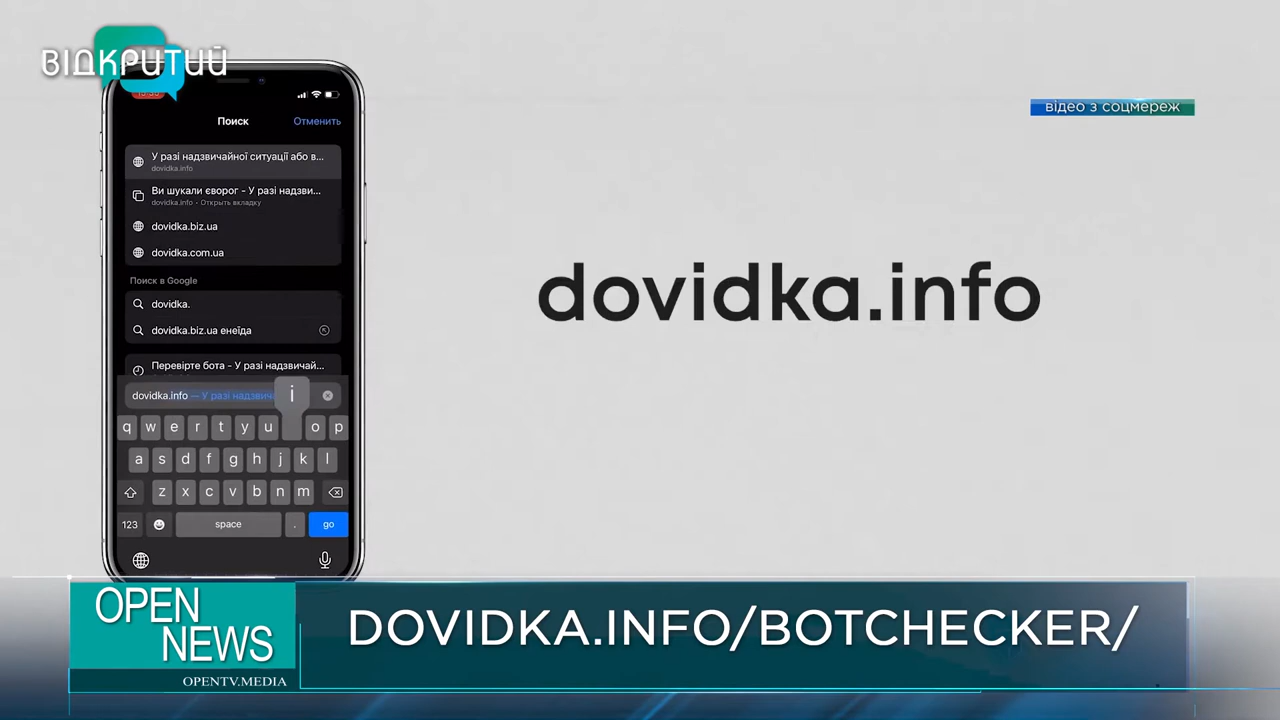 ВІДКРИТИЙ
відео з соцмереж
Поиск
Отменить
У разі надзвичайної ситуації або в...
dovidka.info
Ви шукали єворог - У разі надзви...
dovidka.info - Открыть вкладку
dovidka.biz.ua
dovidka.com.ua
Поиск в Google
dovidka.
dovidka.biz.ua енеїда
Перевірте бота - У разі надзвичай...
dovidka.info — У разі надзвич
i
q w e r t y u o p
a s d f g h j k l
z x c v b n m
123
space
.
go
dovidka.info
OPEN
NEWS
OPENTV.MEDIA
DOVIDKA.INFO/BOTCHECKER/